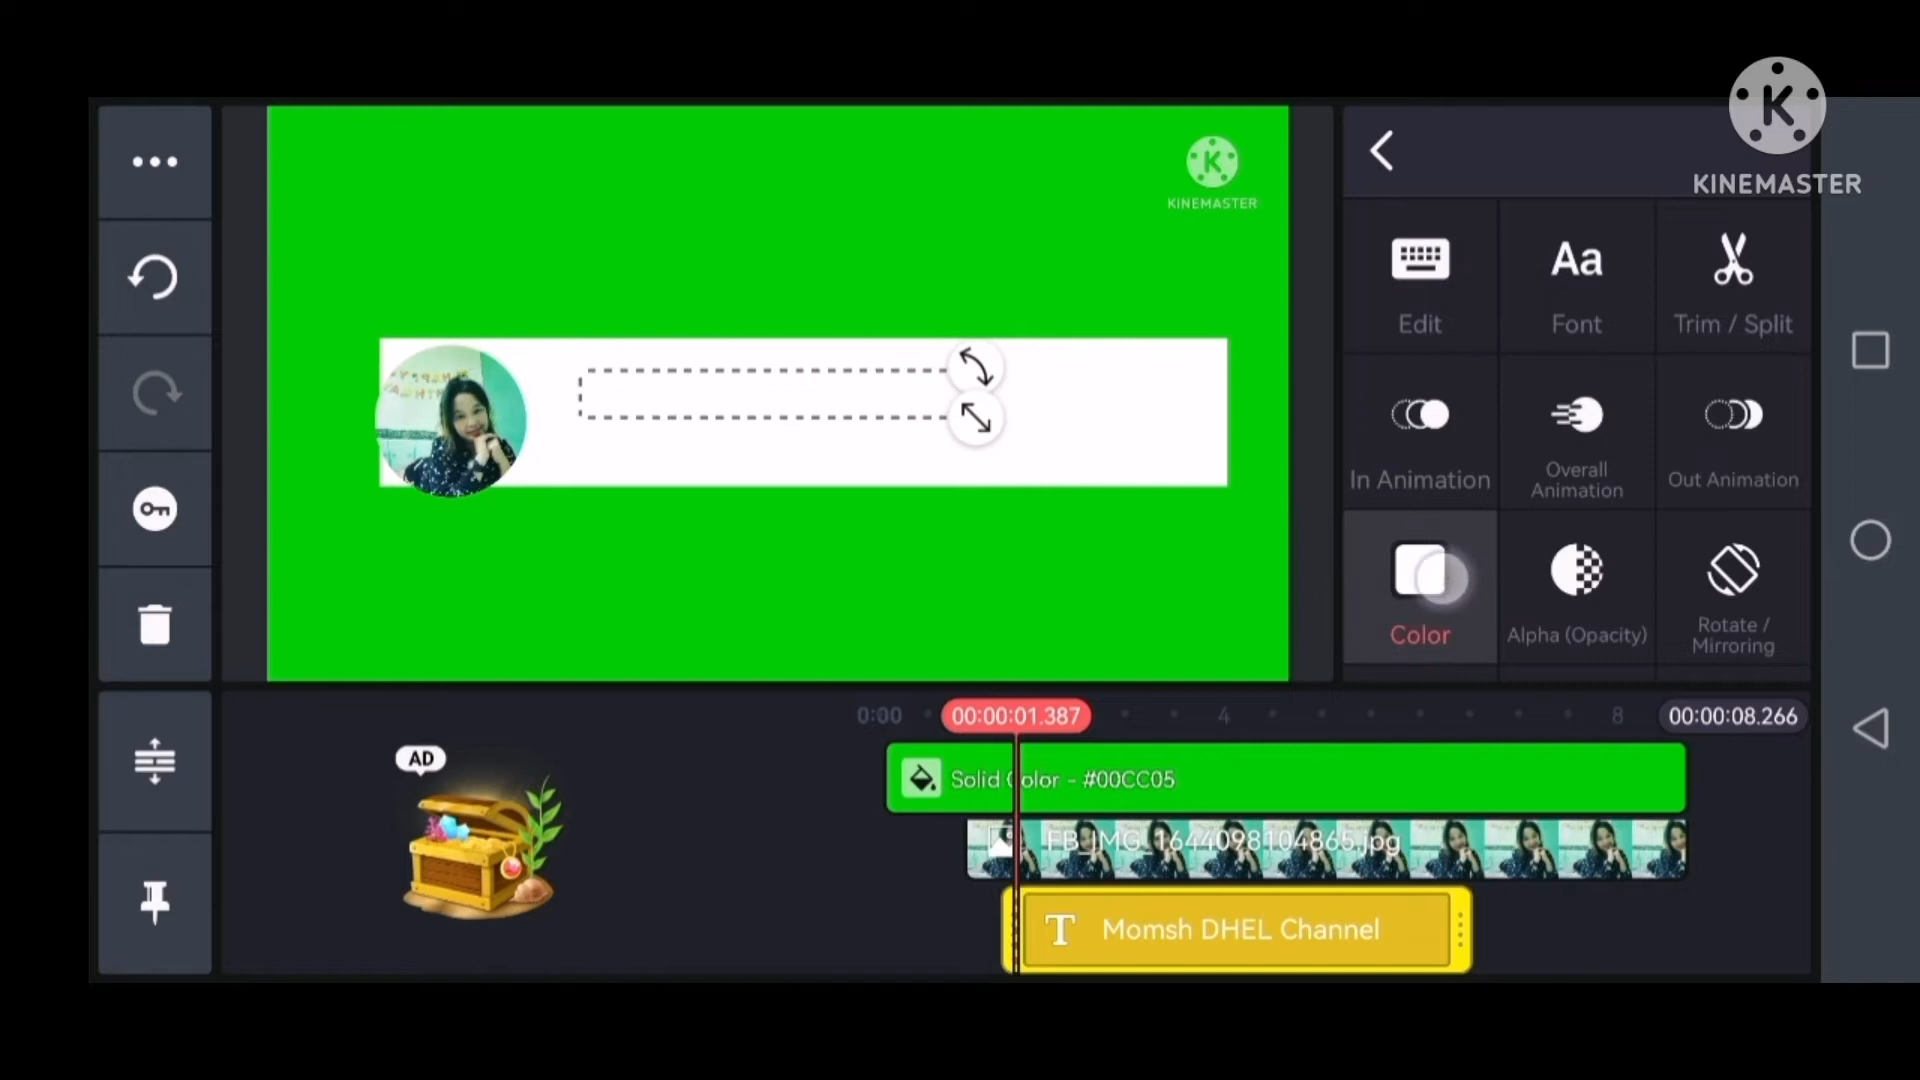 KINEMASTER
KINEMASTER
Edit
Aa
Font
Trim / Split
In Animation
Overall
Animation
Out Animation
Color
Alpha (Opacity)
Rotate /
Mirroring
0:00
00:00:01.387
4
8
00:00:08.266
AD
Solid Color - #00CC05
FB_IMG_1644098104865.jpg
T Momsh DHEL Channel